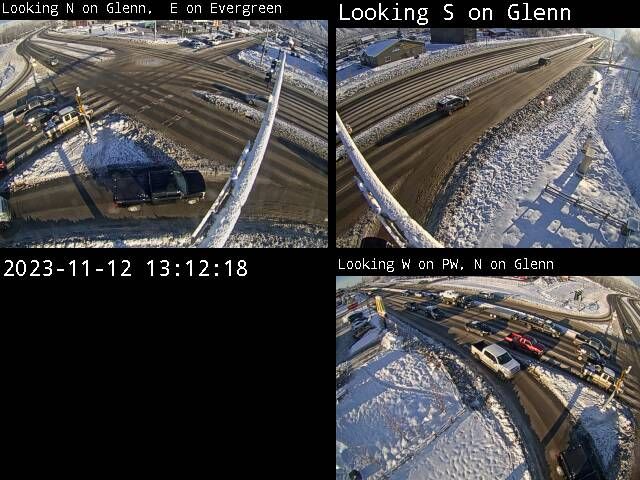 Looking N on Glenn,  E on Evergreen
Looking S on Glenn
2023-11-12 13:12:18
Looking W on PW, N on Glenn